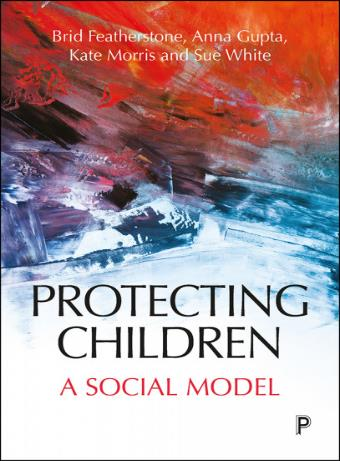 Brid Featherstone, Anna Gupta,
Kate Morris and Sue White
PROTECTING
CHILDREN
A SOCIAL MODEL
P